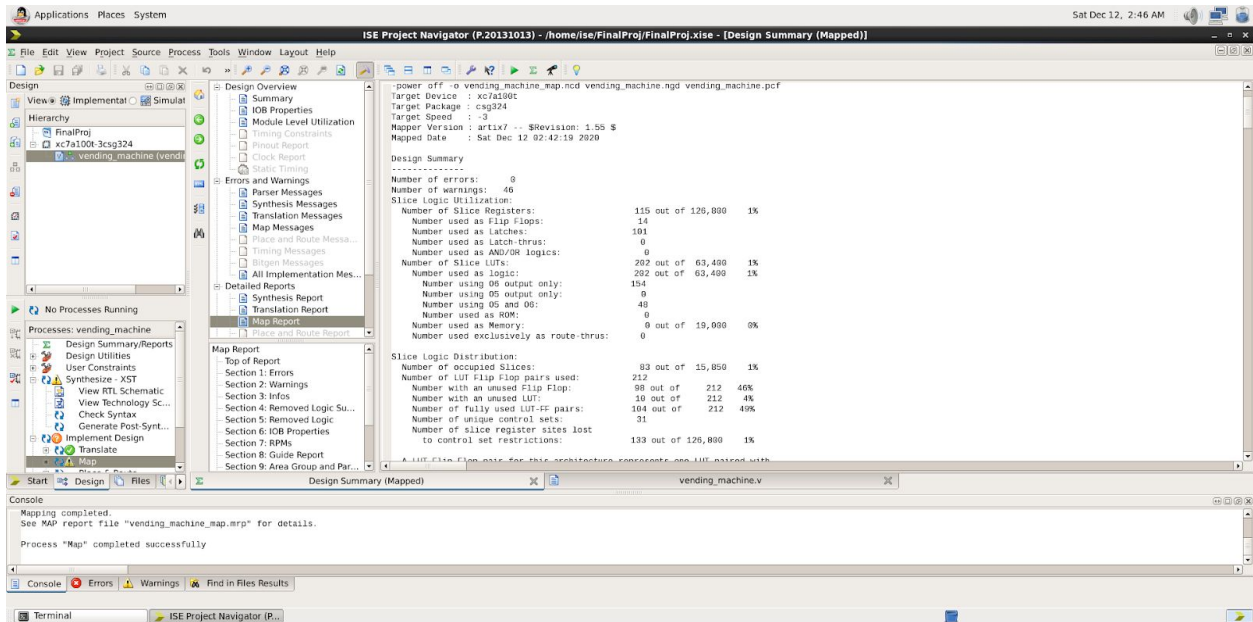 Applications Places System
Sat Dec 12, 2:46 AM
ISE Project Navigator (P.20131013) - /home/ise/FinalProj/FinalProj.xise - [Design Summary (Mapped)]
File Edit View Project Source Process Tools Window Layout Help
Design
View Implementat Simulat
Hierarchy
FinalProj
xc7a100t-3csg324
vending_machine (vendi
No Processes Running
Processes: vending_machine
Design Summary/Reports
Design Utilities
User Constraints
Synthesize - XST
View RTL Schematic
View Technology Sc...
Check Syntax
Generate Post-Synt...
Implement Design
Translate
Map
Start Design Files
Design Overview
Summary
IOB Properties
Module Level Utilization
Timing Constraints
Pinout Report
Clock Report
Static Timing
Errors and Warnings
Parser Messages
Synthesis Messages
Translation Messages
Map Messages
Place and Route Messa...
Timing Messages
Bitgen Messages
All Implementation Mes...
Detailed Reports
Synthesis Report
Translation Report
Map Report
Place and Route Report
Map Report
Top of Report
Section 1: Errors
Section 2: Warnings
Section 3: Infos
Section 4: Removed Logic Su...
Section 5: Removed Logic
Section 6: IOB Properties
Section 7: RPMs
Section 8: Guide Report
Section 9: Area Group and Par...
-power off -o vending_machine_map.ncd vending_machine.ngd vending_machine.pcf
Target Device : xc7a100t
Target Package : csg324
Target Speed : -3
Mapper Version : artix7 -- $Revision: 1.55 $
Mapped Date : Sat Dec 12 02:42:19 2020
Design Summary
--------------
Number of errors: 0
Number of warnings: 46
Slice Logic Utilization:
Number of Slice Registers: 115 out of 126,800 1%
Number used as Flip Flops: 14
Number used as Latches: 101
Number used as Latch-thrus: 0
Number used as AND/OR logics: 0
Number of Slice LUTs: 202 out of 63,400 1%
Number used as logic: 202 out of 63,400 1%
Number using O6 output only: 154
Number using O5 output only: 0
Number using O5 and O6: 48
Number used as ROM: 0
Number used as Memory: 0 out of 19,000 0%
Number used exclusively as route-thrus: 0
Slice Logic Distribution:
Number of occupied Slices: 83 out of 15,850 1%
Number of LUT Flip Flop pairs used: 212
Number with an unused Flip Flop: 98 out of 212 46%
Number with an unused LUT: 10 out of 212 4%
Number of fully used LUT-FF pairs: 104 out of 212 49%
Number of unique control sets: 31
Number of slice register sites lost
to control set restrictions: 133 out of 126,800 1%
A LUT Flip Flop pair for this architecture represents one LUT paired with
Design Summary (Mapped)
vending_machine.v
Console
Mapping completed.
See MAP report file "vending_machine_map.mrp" for details.
Process "Map" completed successfully
Console Errors Warnings Find in Files Results
Terminal
ISE Project Navigator (P...